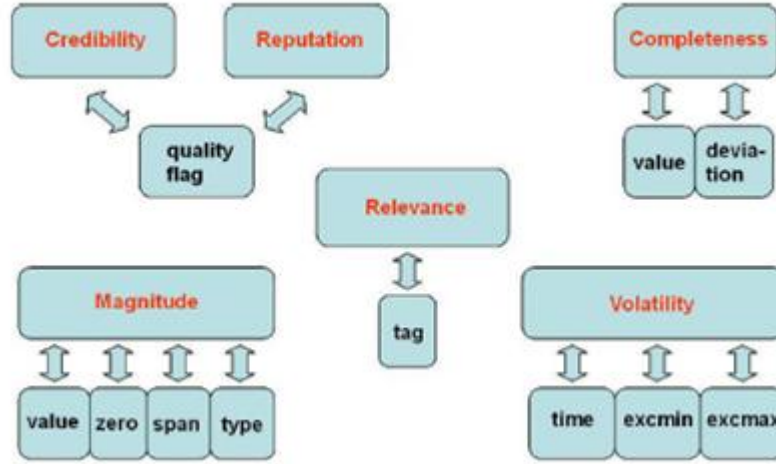 Credibility
Reputation
Completeness
quality
flag
value
devia-
tion
Relevance
Magnitude
Volatility
tag
value
zero
span
type
time
excmin
excmax